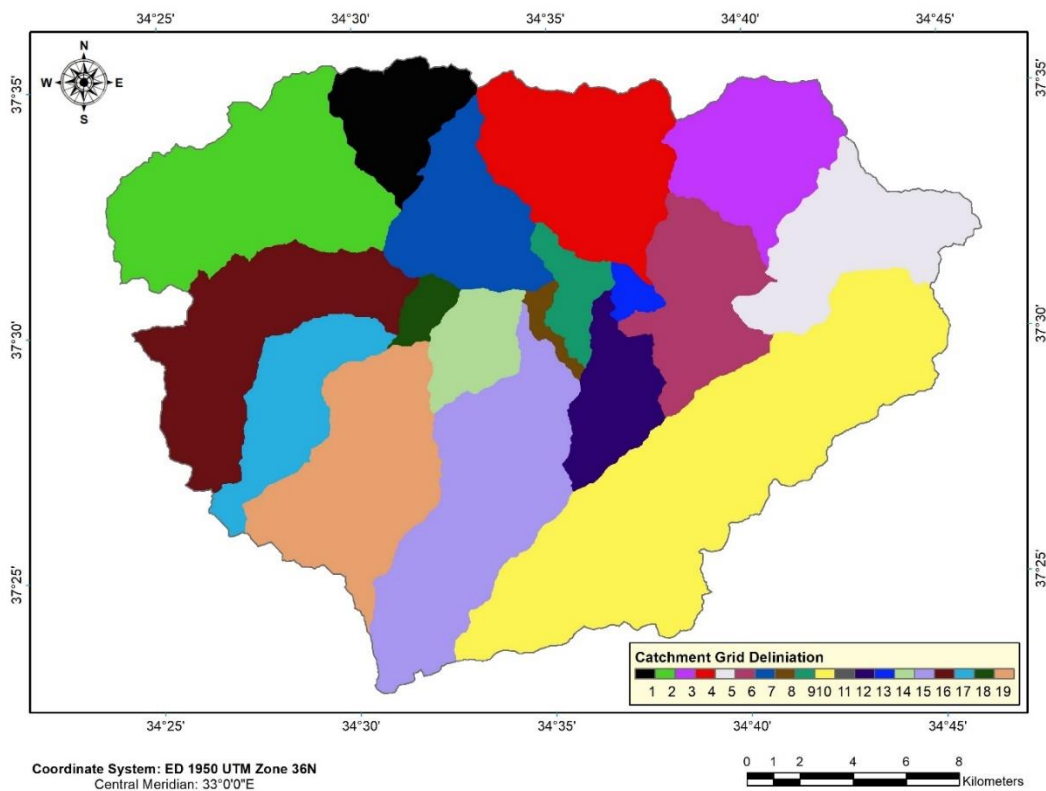 34°25' 34°30' 34°35' 34°40' 34°45'
N
W E
S
37°35' 37°35'
37°30' 37°30'
37°25' 37°25'
Catchment Grid Deliniation
1 2 3 4 5 6 7 8 9 10 11 12 13 14 15 16 17 18 19
34°25' 34°30' 34°35' 34°40' 34°45'
Coordinate System: ED 1950 UTM Zone 36N
Central Meridian: 33°0'0"E
0 1 2 4 6 8
Kilometers